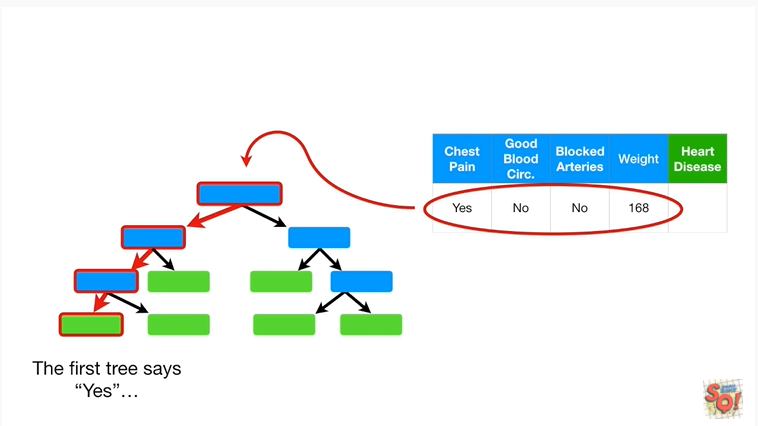 Chest Pain
Good Blood Circ.
Blocked Arteries
Weight
Heart Disease
Yes
No
No
168
The first tree says
“Yes”…
SQ!